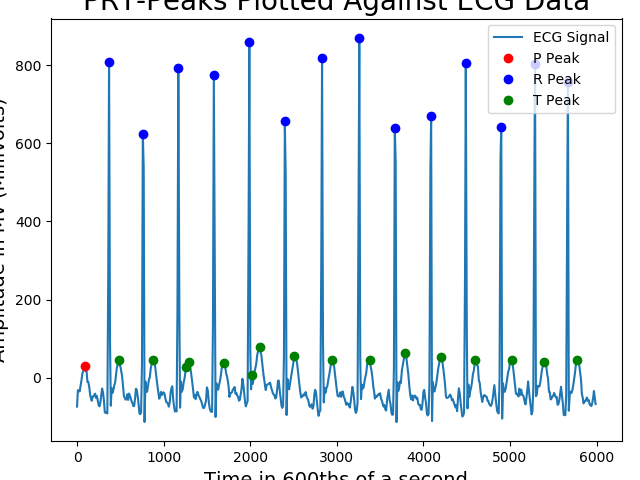 PRT-Peaks Plotted Against ECG Data
ECG Signal
P Peak
R Peak
T Peak
Amplitude in MV (Millivolts)
800
600
400
200
0
0 1000 2000 3000 4000 5000 6000
Time in 600ths of a second